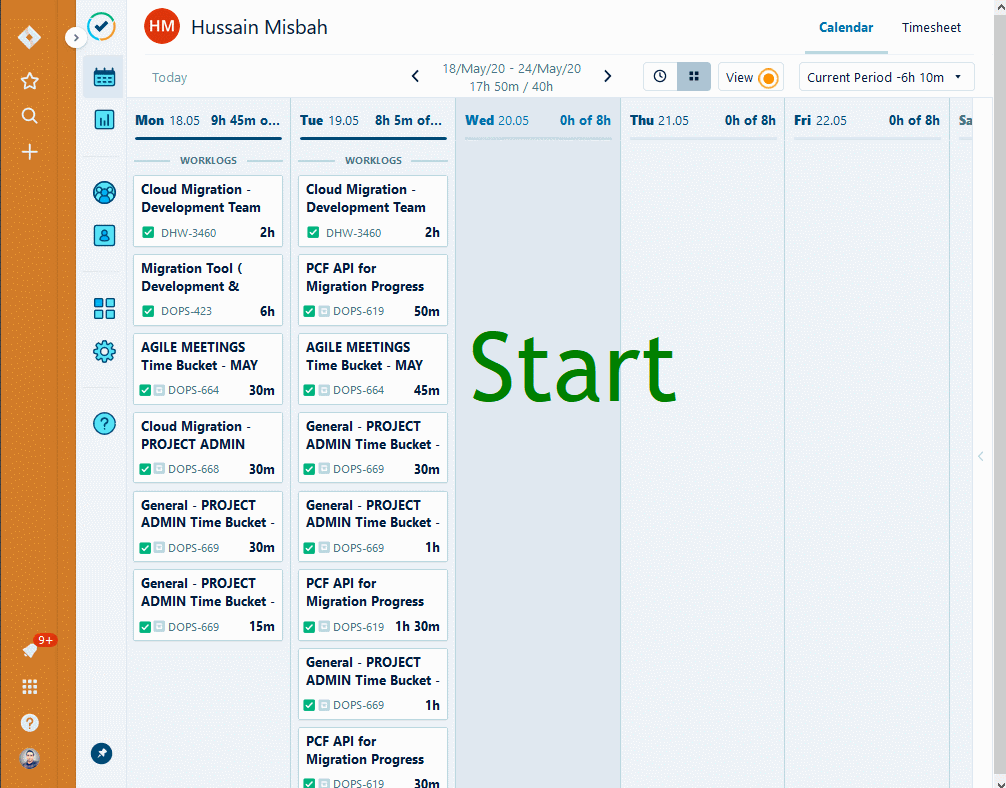 HM Hussain Misbah
Calendar Timesheet
Today
18/May/20 - 24/May/20
17h 50m / 40h
View
Current Period -6h 10m
Mon 18.05 9h 45m o...
WORKLOGS
Cloud Migration -
Development Team
DHW-3460 2h
Migration Tool (
Development &
DOPS-423 6h
AGILE MEETINGS
Time Bucket - MAY
DOPS-664 30m
Cloud Migration -
PROJECT ADMIN
DOPS-668 30m
General - PROJECT
ADMIN Time Bucket -
DOPS-669 30m
General - PROJECT
ADMIN Time Bucket -
DOPS-669 15m
Tue 19.05 8h 5m of...
WORKLOGS
Cloud Migration -
Development Team
DHW-3460 2h
PCF API for
Migration Progress
DOPS-619 50m
AGILE MEETINGS
Time Bucket - MAY
DOPS-664 45m
General - PROJECT
ADMIN Time Bucket -
DOPS-669 30m
General - PROJECT
ADMIN Time Bucket -
DOPS-669 1h
PCF API for
Migration Progress
DOPS-619 1h 30m
General - PROJECT
ADMIN Time Bucket -
DOPS-669 1h
PCF API for
Migration Progress
DOPS-619 30m
Wed 20.05 0h of 8h
Start
Thu 21.05 0h of 8h
Fri 22.05 0h of 8h
Sa
9+